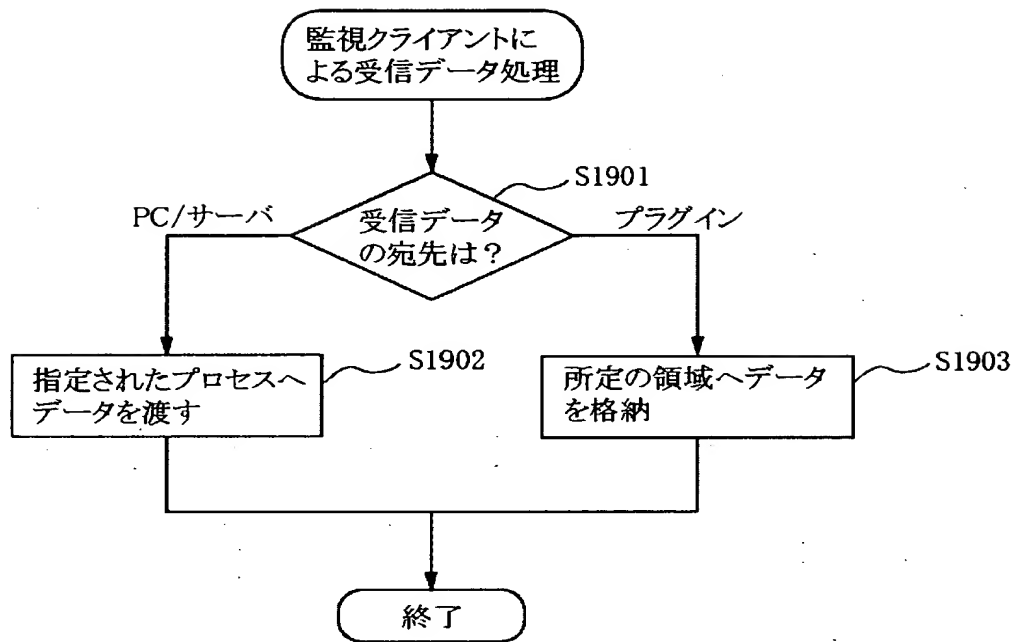 監視クライアントに
よる受信データ処理
S1901
PC/サーバ
受信データ
の宛先は?
プラグイン
指定されたプロセスへ
データを渡す
S1902
所定の領域へデータ
を格納
S1903
終了